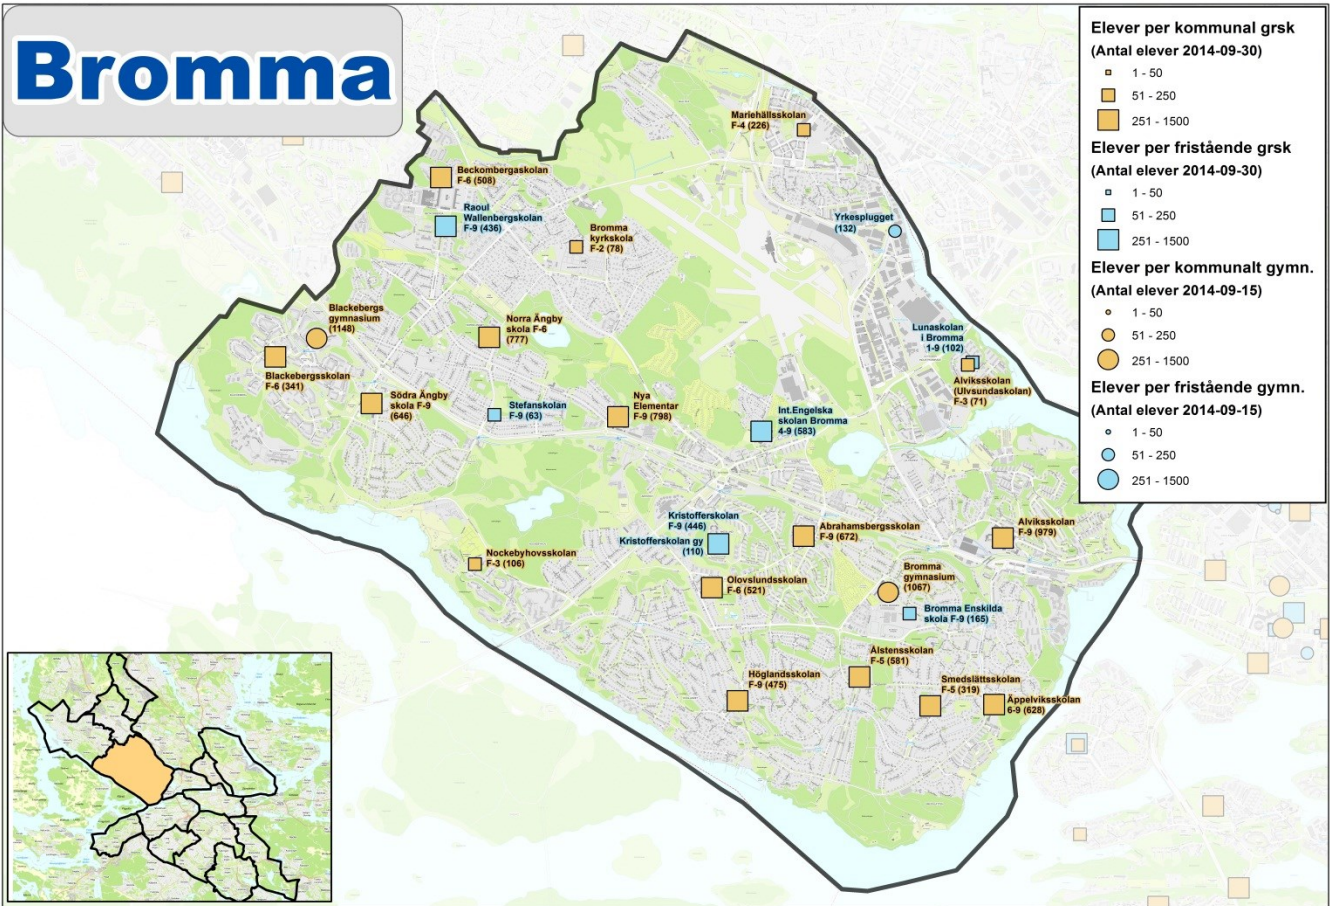 Bromma
Elever per kommunal grsk
(Antal elever 2014-09-30)
1 - 50
51 - 250
251 - 1500
Elever per fristående grsk
(Antal elever 2014-09-30)
1 - 50
51 - 250
251 - 1500
Elever per kommunalt gymn.
(Antal elever 2014-09-15)
1 - 50
51 - 250
251 - 1500
Elever per fristående gymn.
(Antal elever 2014-09-15)
1 - 50
51 - 250
251 - 1500
Mariehällsskolan
F-4 (226)
Beckombergaskolan
F-6 (508)
Raoul
Wallenbergskolan
F-9 (436)
Bromma
kyrkskola
F-2 (78)
Yrkesplugget
(132)
Blackebergs
gymnasium
(1148)
Norra Ängby
skola F-6
(777)
Lunaskolan
i Bromma
1-9 (102)
Blackebergsskolan
F-6 (341)
Alviksskolan
(Ulvsundaskolan)
F-3 (71)
Södra Ängby
skola F-9
(646)
Stefanskolan
F-9 (63)
Nya
Elementar
F-9 (798)
Int.Engelska
skolan Bromma
4-9 (583)
Kristofferskolan
F-9 (446)
Kristofferskolan gy
(110)
Abrahamsbergsskolan
F-9 (672)
Alviksskolan
F-9 (979)
Nockebyhovsskolan
F-3 (106)
Olovslundsskolan
F-6 (521)
Bromma
gymnasium
(1067)
Bromma Enskilda
skola F-9 (165)
Ålstensskolan
F-5 (581)
Höglandsskolan
F-9 (475)
Smedslättsskolan
F-5 (319)
Äppelviksskolan
6-9 (628)